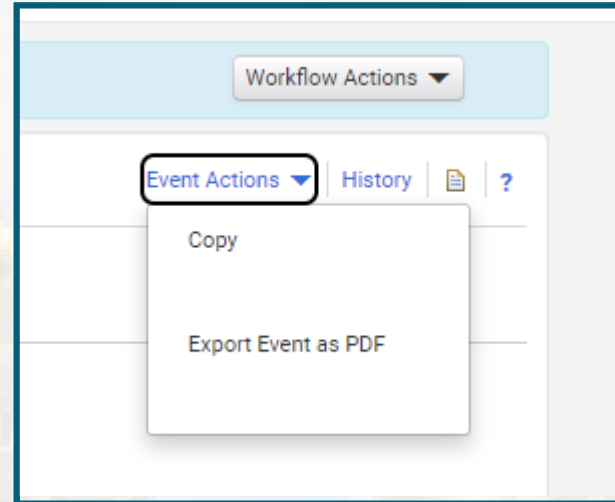 Workflow Actions
Event Actions History ?
Copy
Export Event as PDF